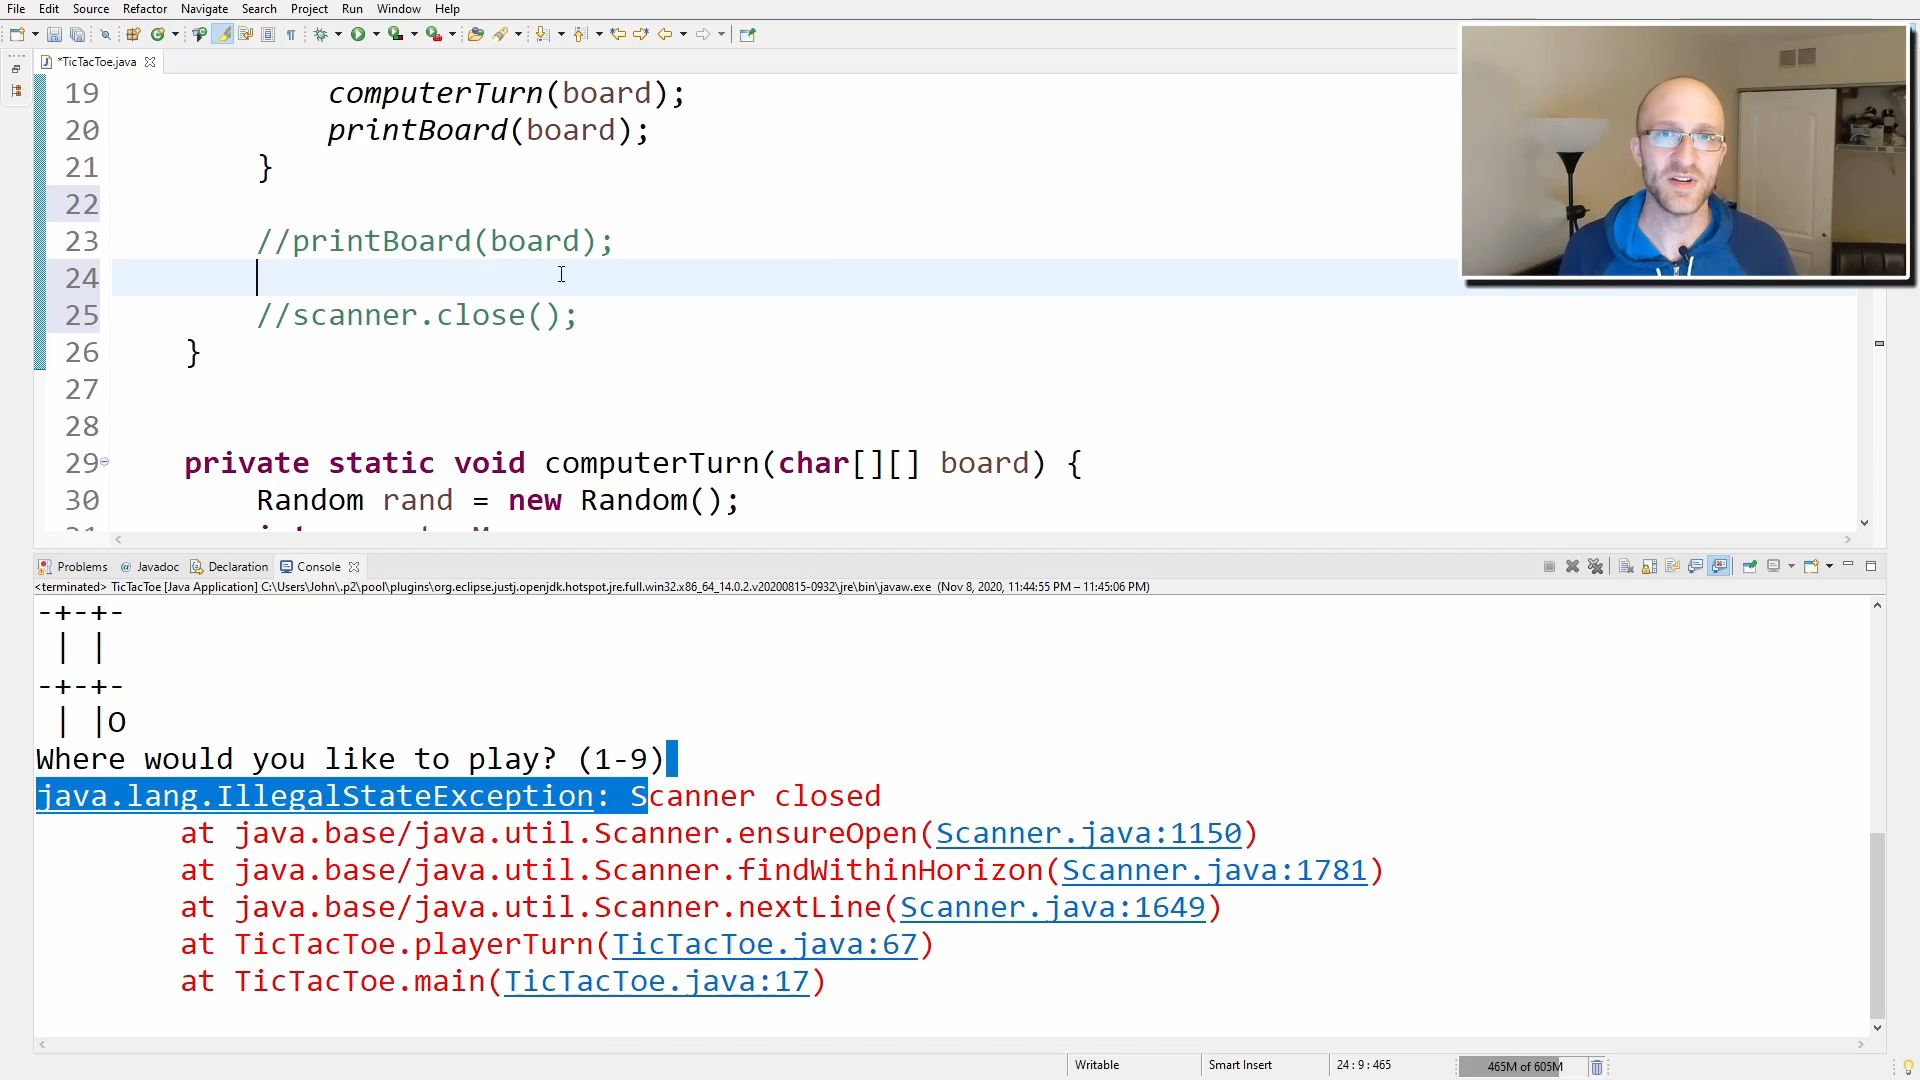 File Edit Source Refactor Navigate Search Project Run Window Help
*TicTacToe.java
19 computerTurn(board);
20 printBoard(board);
21 }
22
23 //printBoard(board);
24
25 //scanner.close();
26 }
27
28
29 private static void computerTurn(char[][] board) {
30 Random rand = new Random();
Problems @ Javadoc Declaration Console
<terminated> TicTacToe [Java Application] C:\Users\John\.p2\pool\plugins\org.eclipse.justj.openjdk.hotspot.jre.full.win32.x86_64_14.0.2.v20200815-0932\jre\bin\javaw.exe (Nov 8, 2020, 11:44:55 PM – 11:45:06 PM)
-+-+-
| |
-+-+-
| |O
Where would you like to play? (1-9)
java.lang.IllegalStateException: Scanner closed
at java.base/java.util.Scanner.ensureOpen(Scanner.java:1150)
at java.base/java.util.Scanner.findWithinHorizon(Scanner.java:1781)
at java.base/java.util.Scanner.nextLine(Scanner.java:1649)
at TicTacToe.playerTurn(TicTacToe.java:67)
at TicTacToe.main(TicTacToe.java:17)
Writable Smart Insert 24 : 9 : 465 465M of 605M